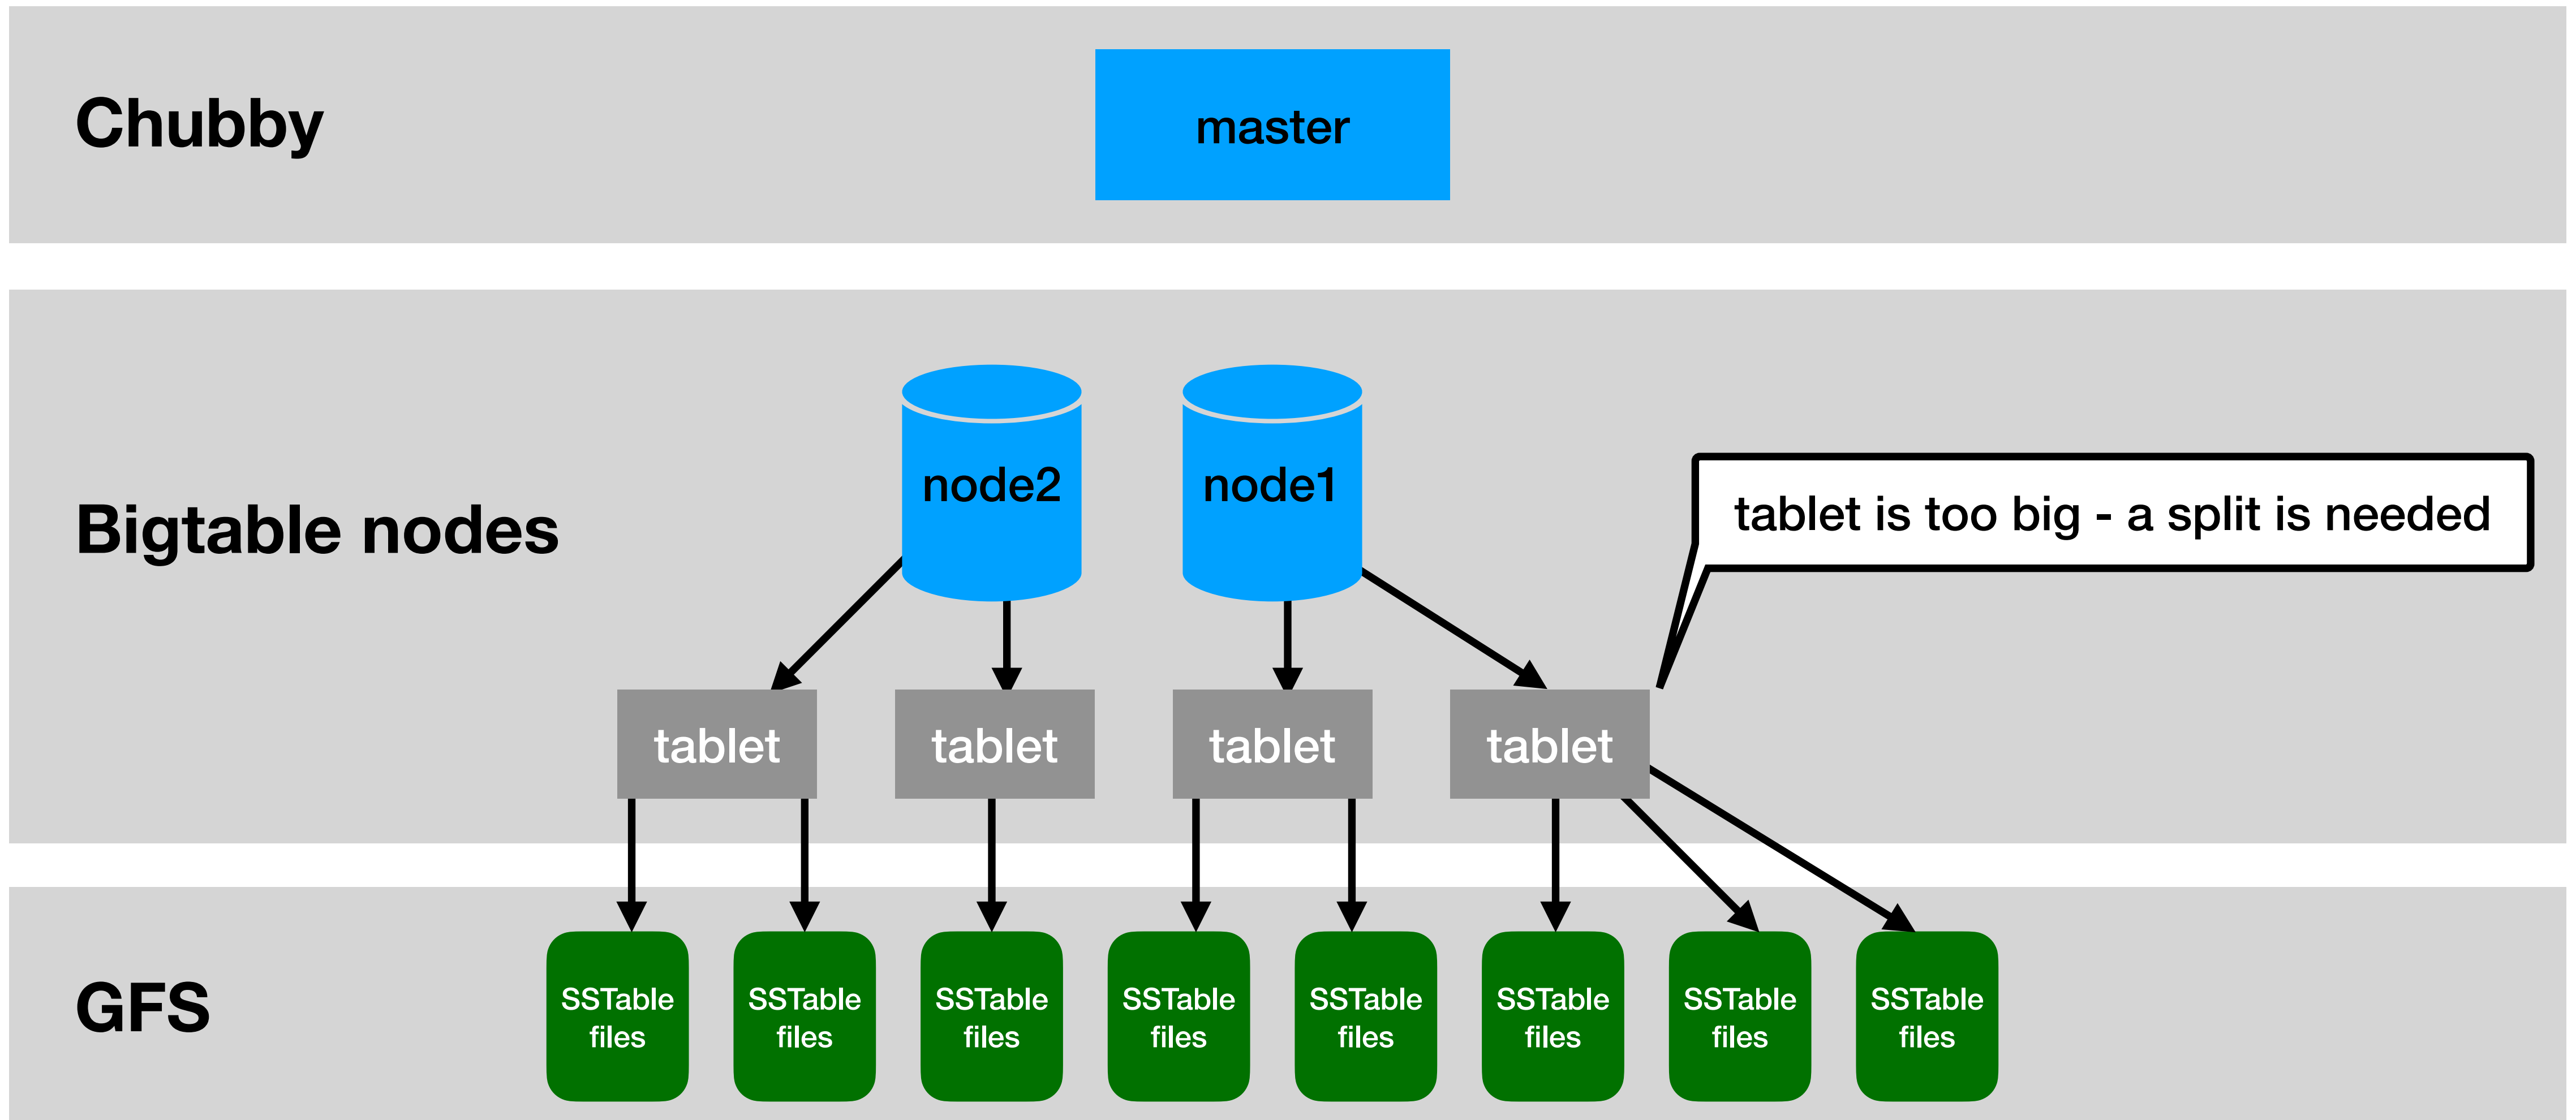 Chubby
master
Bigtable nodes
node2
node1
tablet is too big - a split is needed
tablet
tablet
tablet
tablet
GFS
SSTable
files
SSTable
files
SSTable
files
SSTable
files
SSTable
files
SSTable
files
SSTable
files
SSTable
files